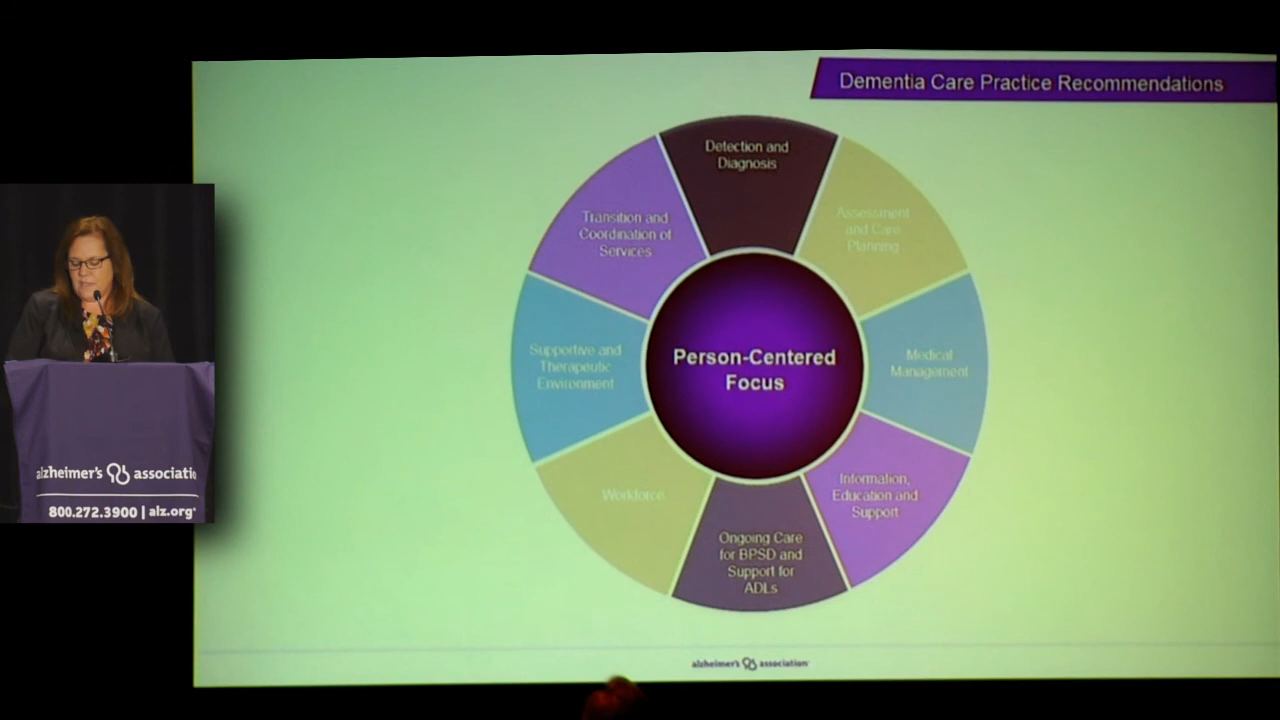 Dementia Care Practice Recommendations
Detection and
Diagnosis
Assessment
and Care
Planning
Medical
Management
Information,
Education and
Support
Ongoing Care
for BPSD and
Support for
ADLs
Workforce
Supportive and
Therapeutic
Environment
Transition and
Coordination of
Services
Person-Centered
Focus
alzheimer's association
alzheimer's associatio
800.272.3900 | alz.org